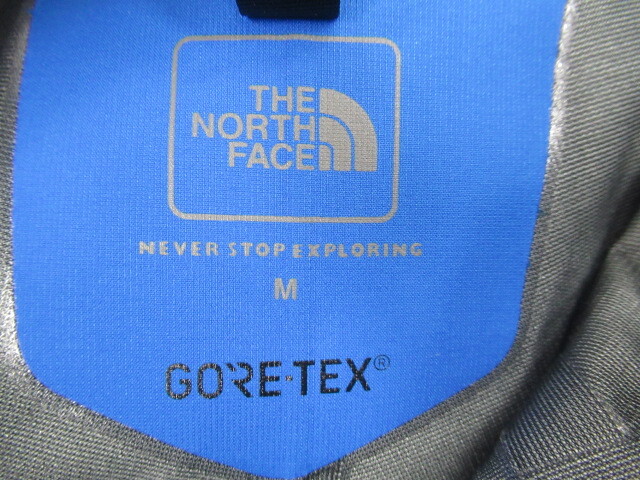 THE
NORTH
FACE
NEVER STOP EXPLORING
M
GORE-TEX®